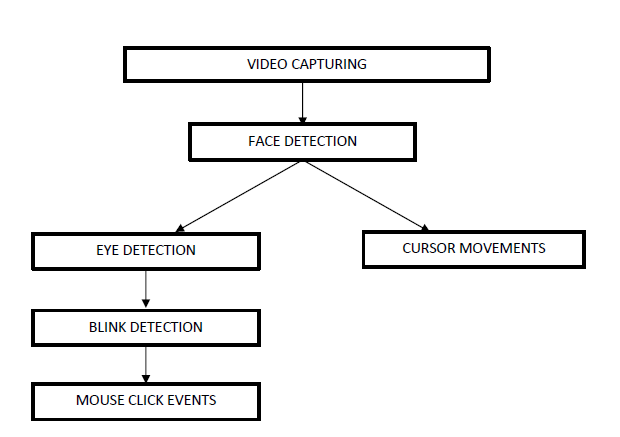 VIDEO CAPTURING
FACE DETECTION
EYE DETECTION
CURSOR MOVEMENTS
BLINK DETECTION
MOUSE CLICK EVENTS